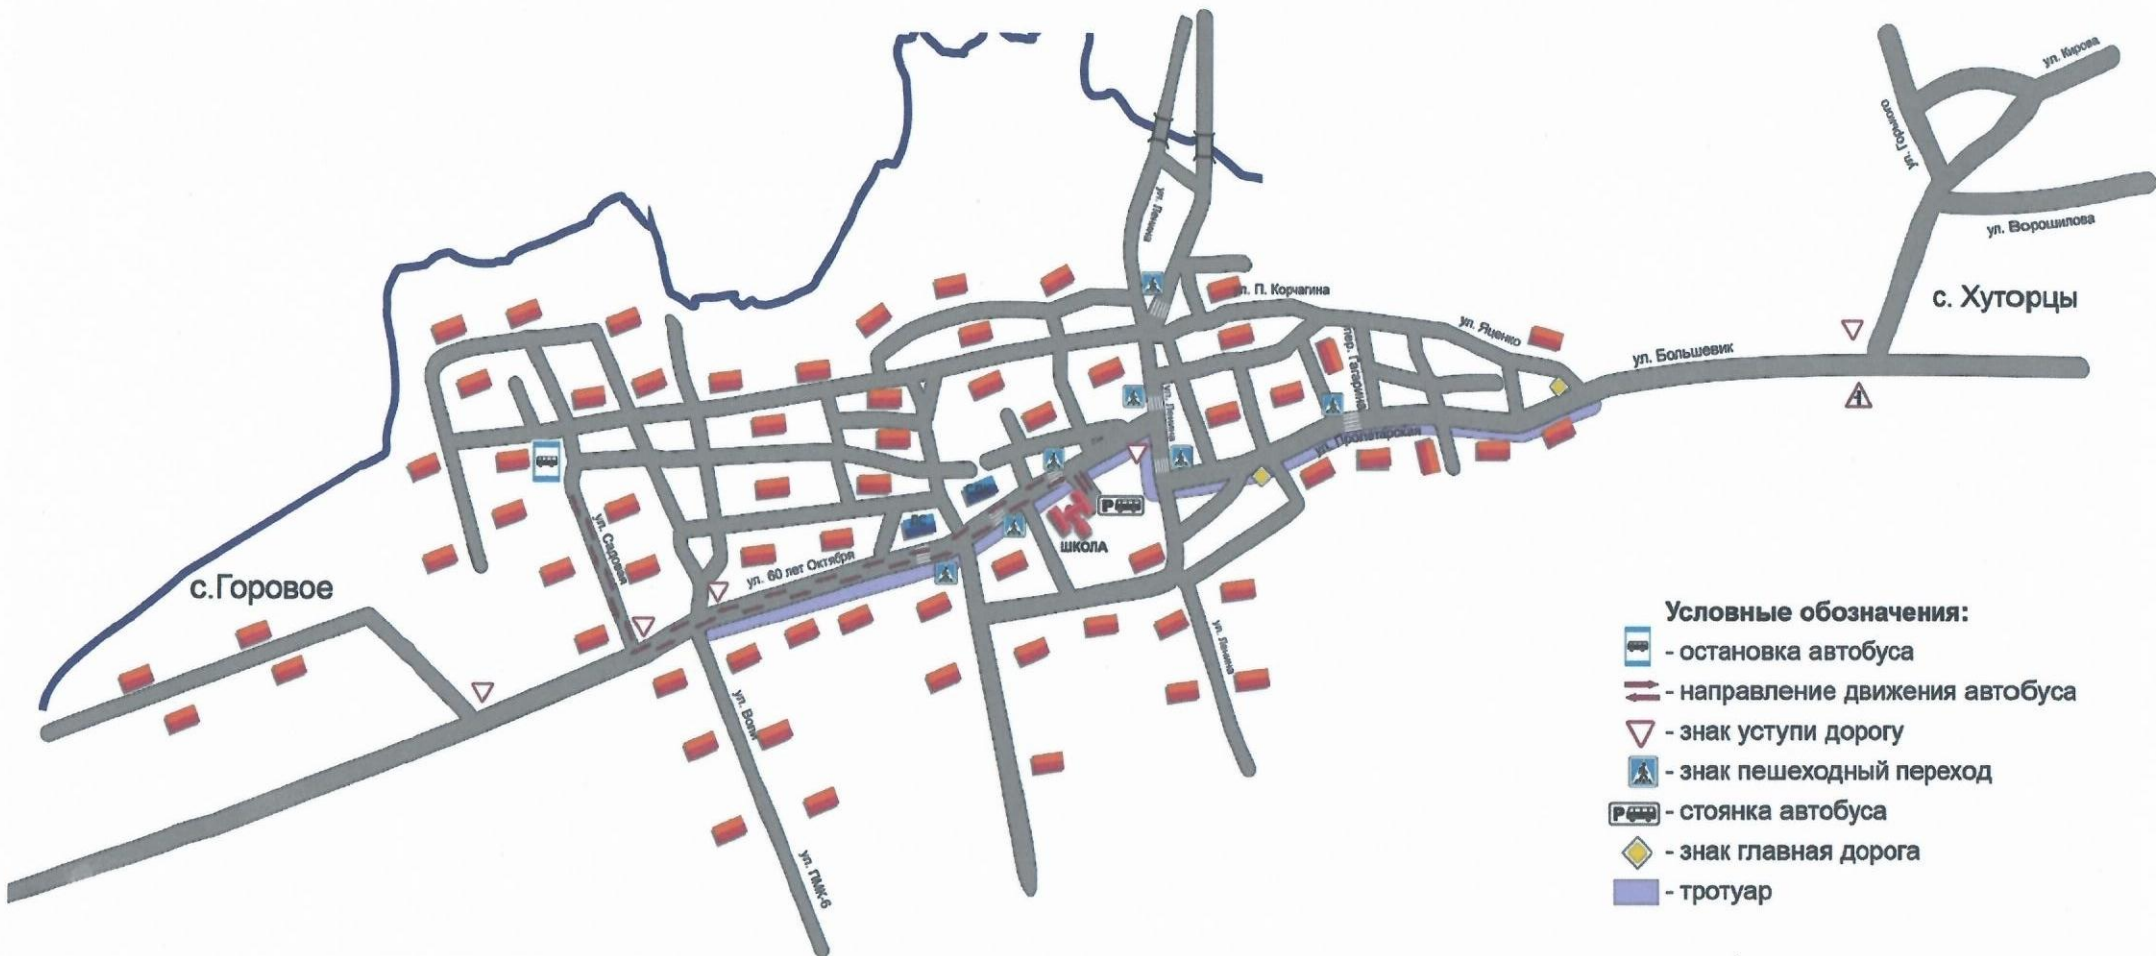 ул. Кирова
ул. Горького
ул. Ворошилова
с. Хуторцы
ул. Ленина
ул. П. Корчагина
ул. Яценко
ул. Большевик
пер. Гагарина
ул. Ленина
ул. Пролетарская
P
ШКОЛА
ул. Садовая
ул. 60 лет Октября
с.Горовое
ул. Ленина
ул. Воли
ул. ПМК-6
Условные обозначения:
- остановка автобуса
- направление движения автобуса
- знак уступи дорогу
- знак пешеходный переход
P - стоянка автобуса
- знак главная дорога
- тротуар